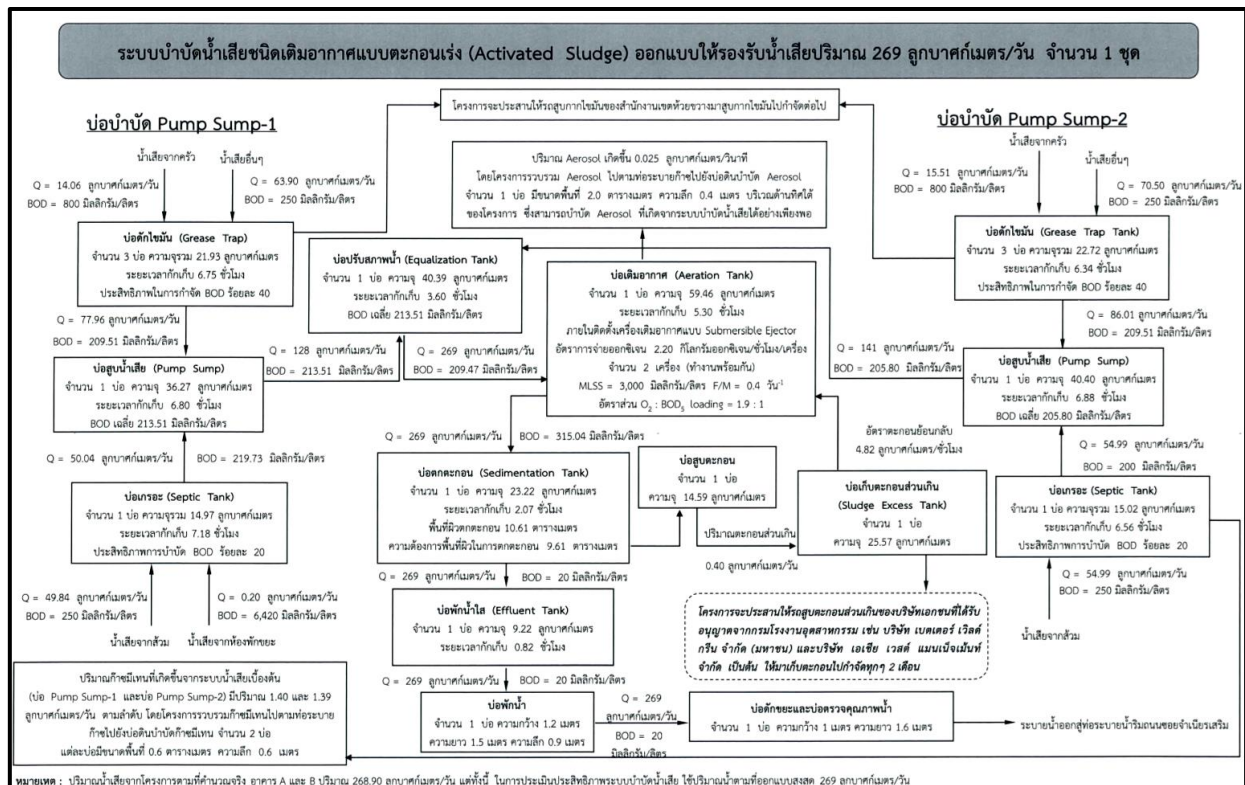 ระบบบำบัดน้ำเสียชนิดเติมอากาศแบบตะกอนเร่ง (Activated Sludge) ออกแบบให้รองรับน้ำเสียปริมาณ 269 ลูกบาศก์เมตร/วัน จำนวน 1 ชุด
โครงการจะประสานให้รถสูบกากไขมันของสำนักงานเขตห้วยขวางมาสูบกากไขมันไปกำจัดต่อไป
บ่อบำบัด Pump Sump-1
น้ำเสียจากครัว
น้ำเสียอื่นๆ
Q = 14.06 ลูกบาศก์เมตร/วัน
BOD = 800 มิลลิกรัม/ลิตร
Q = 63.90 ลูกบาศก์เมตร/วัน
BOD = 250 มิลลิกรัม/ลิตร
บ่อดักไขมัน (Grease Trap)
จำนวน 3 บ่อ ความจุรวม 21.93 ลูกบาศก์เมตร
ระยะเวลากักเก็บ 6.75 ชั่วโมง
ประสิทธิภาพในการกำจัด BOD ร้อยละ 40
Q = 77.96 ลูกบาศก์เมตร/วัน
BOD = 209.51 มิลลิกรัม/ลิตร
บ่อสูบน้ำเสีย (Pump Sump)
จำนวน 1 บ่อ ความจุ 36.27 ลูกบาศก์เมตร
ระยะเวลากักเก็บ 6.80 ชั่วโมง
BOD เฉลี่ย 213.51 มิลลิกรัม/ลิตร
Q = 50.04 ลูกบาศก์เมตร/วัน
BOD = 219.73 มิลลิกรัม/ลิตร
บ่อเกรอะ (Septic Tank)
จำนวน 1 บ่อ ความจุรวม 14.97 ลูกบาศก์เมตร
ระยะเวลากักเก็บ 7.18 ชั่วโมง
ประสิทธิภาพการบำบัด BOD ร้อยละ 20
Q = 49.84 ลูกบาศก์เมตร/วัน
BOD = 250 มิลลิกรัม/ลิตร
Q = 0.20 ลูกบาศก์เมตร/วัน
BOD = 6,420 มิลลิกรัม/ลิตร
น้ำเสียจากส้วม
น้ำเสียจากห้องพักขยะ
ปริมาณก๊าซมีเทนที่เกิดขึ้นจากระบบน้ำเสียเบื้องต้น
(บ่อ Pump Sump-1 และบ่อ Pump Sump-2) มีปริมาณ 1.40 และ 1.39
ลูกบาศก์เมตร/วัน ตามลำดับ โดยโครงการรวบรวมก๊าซมีเทนไปตามท่อระบาย
ก๊าซไปยังบ่อดินบำบัดก๊าซมีเทน จำนวน 2 บ่อ
แต่ละบ่อมีขนาดพื้นที่ 0.6 ตารางเมตร ความลึก 0.6 เมตร
ปริมาณ Aerosol เกิดขึ้น 0.025 ลูกบาศก์เมตร/วินาที
โดยโครงการรวบรวม Aerosol ไปตามท่อระบายก๊าซไปยังบ่อดินบำบัด Aerosol
จำนวน 1 บ่อ มีขนาดพื้นที่ 2.0 ตารางเมตร ความลึก 0.4 เมตร บริเวณด้านทิศใต้
ของโครงการ ซึ่งสามารถบำบัด Aerosol ที่เกิดจากระบบบำบัดน้ำเสียได้อย่างเพียงพอ
บ่อปรับสภาพน้ำ (Equalization Tank)
จำนวน 1 บ่อ ความจุ 40.39 ลูกบาศก์เมตร
ระยะเวลากักเก็บ 3.60 ชั่วโมง
BOD เฉลี่ย 213.51 มิลลิกรัม/ลิตร
Q = 128 ลูกบาศก์เมตร/วัน
BOD = 213.51 มิลลิกรัม/ลิตร
Q = 269 ลูกบาศก์เมตร/วัน
BOD = 209.47 มิลลิกรัม/ลิตร
บ่อเติมอากาศ (Aeration Tank)
จำนวน 1 บ่อ ความจุ 59.46 ลูกบาศก์เมตร
ระยะเวลากักเก็บ 5.30 ชั่วโมง
ภายในติดตั้งเครื่องเติมอากาศแบบ Submersible Ejector
อัตราการจ่ายออกซิเจน 2.20 กิโลกรัมออกซิเจน/ชั่วโมง/เครื่อง
จำนวน 2 เครื่อง (ทำงานพร้อมกัน)
MLSS = 3,000 มิลลิกรัม/ลิตร F/M = 0.4 วัน⁻¹
อัตราส่วน O₂ : BOD₅ loading = 1.9 : 1
Q = 269 ลูกบาศก์เมตร/วัน
BOD = 315.04 มิลลิกรัม/ลิตร
บ่อตกตะกอน (Sedimentation Tank)
จำนวน 1 บ่อ ความจุ 23.22 ลูกบาศก์เมตร
ระยะเวลากักเก็บ 2.07 ชั่วโมง
พื้นที่ผิวตกตะกอน 10.61 ตารางเมตร
ความต้องการพื้นที่ผิวในการตกตะกอน 9.61 ตารางเมตร
บ่อสูบตะกอน
จำนวน 1 บ่อ
ความจุ 14.59 ลูกบาศก์เมตร
ปริมาณตะกอนส่วนเกิน
0.40 ลูกบาศก์เมตร/วัน
อัตราตะกอนย้อนกลับ
4.82 ลูกบาศก์เมตร/ชั่วโมง
บ่อเก็บตะกอนส่วนเกิน
(Sludge Excess Tank)
จำนวน 1 บ่อ
ความจุ 25.57 ลูกบาศก์เมตร
โครงการจะประสานให้รถสูบตะกอนส่วนเกินของบริษัทเอกชนที่ได้รับ
อนุญาตจากกรมโรงงานอุตสาหกรรม เช่น บริษัท เบตเตอร์ เวิลด์
กรีน จำกัด (มหาชน) และบริษัท เอเชีย เวสต์ แมนเน็จเม้นท์
จำกัด เป็นต้น ให้มาเก็บตะกอนไปกำจัดทุกๆ 2 เดือน
Q = 269 ลูกบาศก์เมตร/วัน
BOD = 20 มิลลิกรัม/ลิตร
บ่อพักน้ำใส (Effluent Tank)
จำนวน 1 บ่อ ความจุ 9.22 ลูกบาศก์เมตร
ระยะเวลากักเก็บ 0.82 ชั่วโมง
Q = 269 ลูกบาศก์เมตร/วัน
BOD = 20 มิลลิกรัม/ลิตร
บ่อพักน้ำ
จำนวน 1 บ่อ ความกว้าง 1.2 เมตร
ความยาว 1.5 เมตร ความลึก 0.9 เมตร
Q = 269
ลูกบาศก์เมตร/วัน
BOD = 20
มิลลิกรัม/ลิตร
บ่อดักขยะและบ่อตรวจคุณภาพน้ำ
จำนวน 1 บ่อ ความกว้าง 1 เมตร ความยาว 1.6 เมตร
ระบายน้ำออกสู่ท่อระบายน้ำริมถนนซอยจำเนียรเสริม
บ่อบำบัด Pump Sump-2
น้ำเสียจากครัว
น้ำเสียอื่นๆ
Q = 15.51 ลูกบาศก์เมตร/วัน
BOD = 800 มิลลิกรัม/ลิตร
Q = 70.50 ลูกบาศก์เมตร/วัน
BOD = 250 มิลลิกรัม/ลิตร
บ่อดักไขมัน (Grease Trap Tank)
จำนวน 3 บ่อ ความจุรวม 22.72 ลูกบาศก์เมตร
ระยะเวลากักเก็บ 6.34 ชั่วโมง
ประสิทธิภาพในการกำจัด BOD ร้อยละ 40
Q = 86.01 ลูกบาศก์เมตร/วัน
BOD = 209.51 มิลลิกรัม/ลิตร
Q = 141 ลูกบาศก์เมตร/วัน
BOD = 205.80 มิลลิกรัม/ลิตร
บ่อสูบน้ำเสีย (Pump Sump)
จำนวน 1 บ่อ ความจุ 40.40 ลูกบาศก์เมตร
ระยะเวลากักเก็บ 6.88 ชั่วโมง
BOD เฉลี่ย 205.80 มิลลิกรัม/ลิตร
Q = 54.99 ลูกบาศก์เมตร/วัน
BOD = 200 มิลลิกรัม/ลิตร
บ่อเกรอะ (Septic Tank)
จำนวน 1 บ่อ ความจุรวม 15.02 ลูกบาศก์เมตร
ระยะเวลากักเก็บ 6.56 ชั่วโมง
ประสิทธิภาพการบำบัด BOD ร้อยละ 20
Q = 54.99 ลูกบาศก์เมตร/วัน
BOD = 250 มิลลิกรัม/ลิตร
น้ำเสียจากส้วม
หมายเหตุ : ปริมาณน้ำเสียจากโครงการตามที่คำนวณจริง อาคาร A และ B ปริมาณ 268.90 ลูกบาศก์เมตร/วัน แต่ทั้งนี้ ในการประเมินประสิทธิภาพระบบบำบัดน้ำเสีย ใช้ปริมาณน้ำตามที่ออกแบบสูงสุด 269 ลูกบาศก์เมตร/วัน